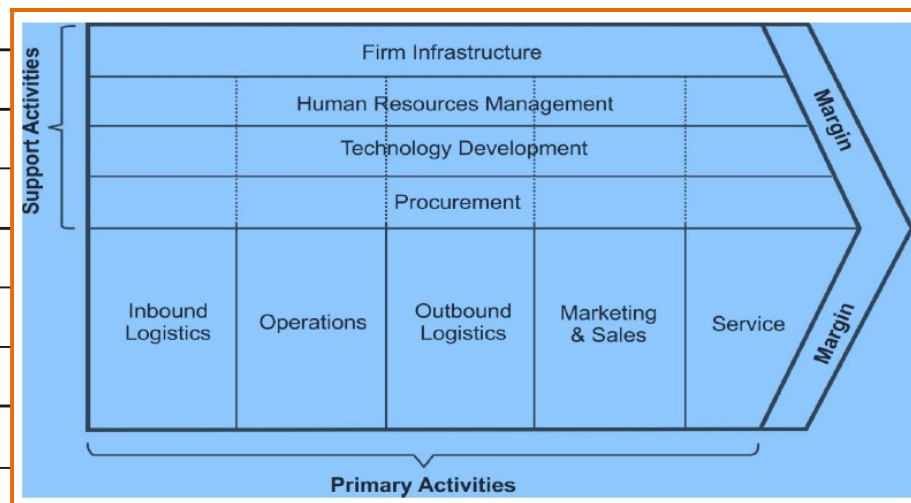 Support Activities
Firm Infrastructure
Human Resources Management
Technology Development
Procurement
Inbound
Logistics
Operations
Outbound
Logistics
Marketing
& Sales
Service
Margin
Margin
Primary Activities